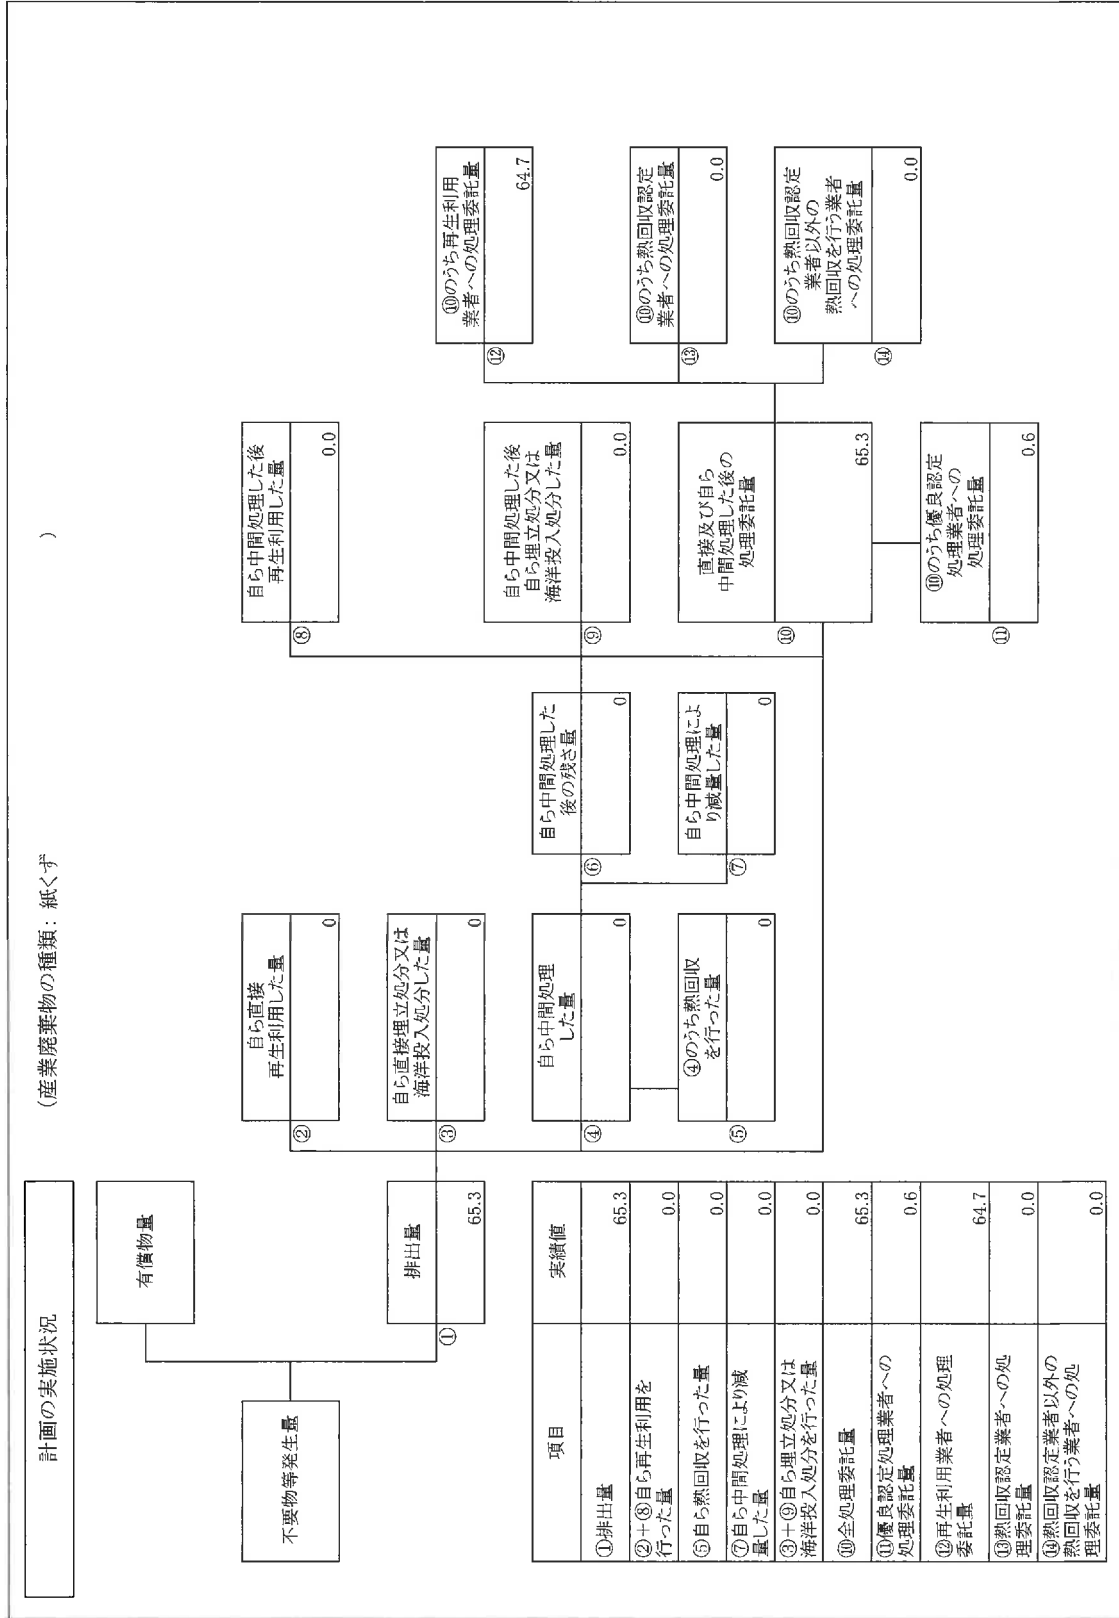 計画の実施状況
（産業廃棄物の種類：紙くず　　　）
不要物等発生量
有償物量
①
排出量
65.3
②
自ら直接
再生利用した量
0
③
自ら直接埋立処分又は
海洋投入処分した量
0
④
自ら中間処理
した量
0
⑤
④のうち熱回収
を行った量
0
⑥
自ら中間処理した
後の残さ量
0
⑦
自ら中間処理によ
り減量した量
0
⑧
自ら中間処理した後
再生利用した量
0.0
⑨
自ら中間処理した後
自ら埋立処分又は
海洋投入処分した量
0.0
⑩
直接及び自ら
中間処理した後の
処理委託量
65.3
⑪
⑩のうち優良認定
処理業者への
処理委託量
0.6
⑫
⑩のうち再生利用
業者への処理委託量
64.7
⑬
⑩のうち熱回収認定
業者への処理委託量
0.0
⑭
⑩のうち熱回収認定
業者以外の
熱回収を行う業者
への処理委託量
0.0
項目 実績値
①排出量 65.3
②＋⑧自ら再生利用を
行った量 0.0
⑤自ら熱回収を行った量 0.0
⑦自ら中間処理により減
量した量 0.0
③＋⑨自ら埋立処分又は
海洋投入処分を行った量 0.0
⑩全処理委託量 65.3
⑪優良認定処理業者への
処理委託量 0.6
⑫再生利用業者への処理
委託量 64.7
⑬熱回収認定業者への処
理委託量 0.0
⑭熱回収認定業者以外の
熱回収を行う業者への処
理委託量 0.0